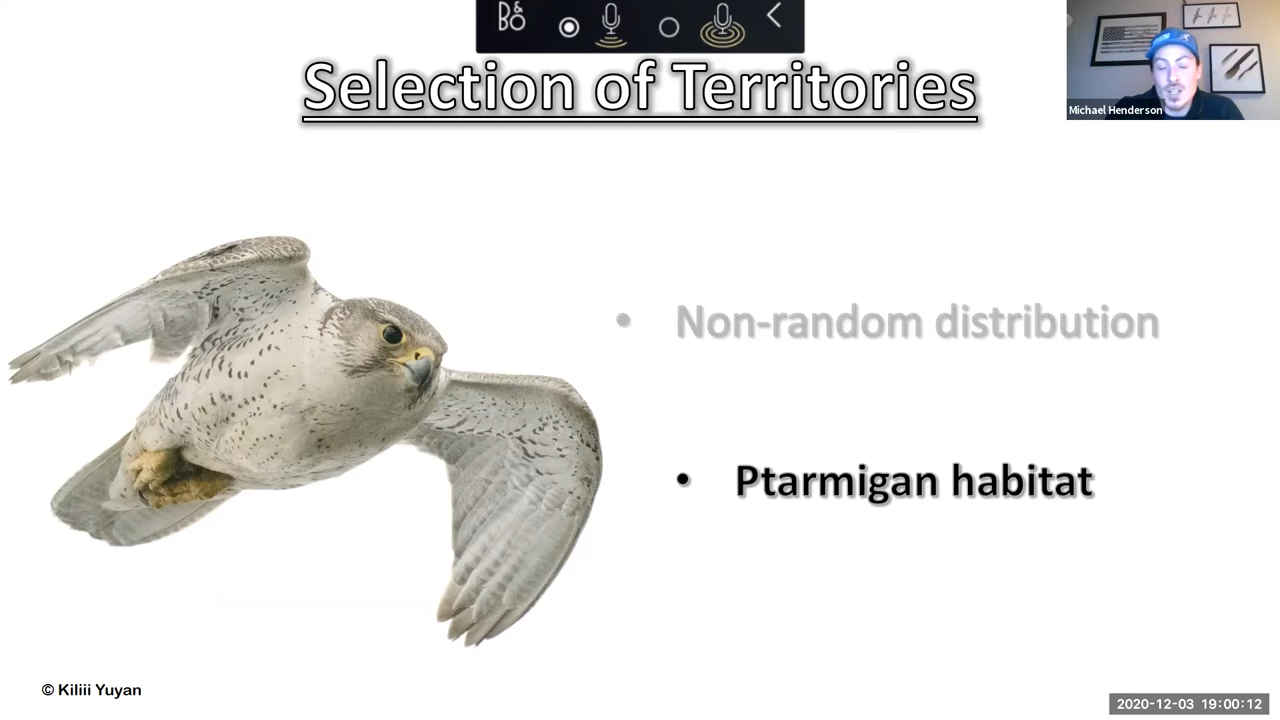 B&O
Selection of Territories
Michael Henderson
• Non-random distribution
• Ptarmigan habitat
© Kiliii Yuyan
2020-12-03 19:00:12